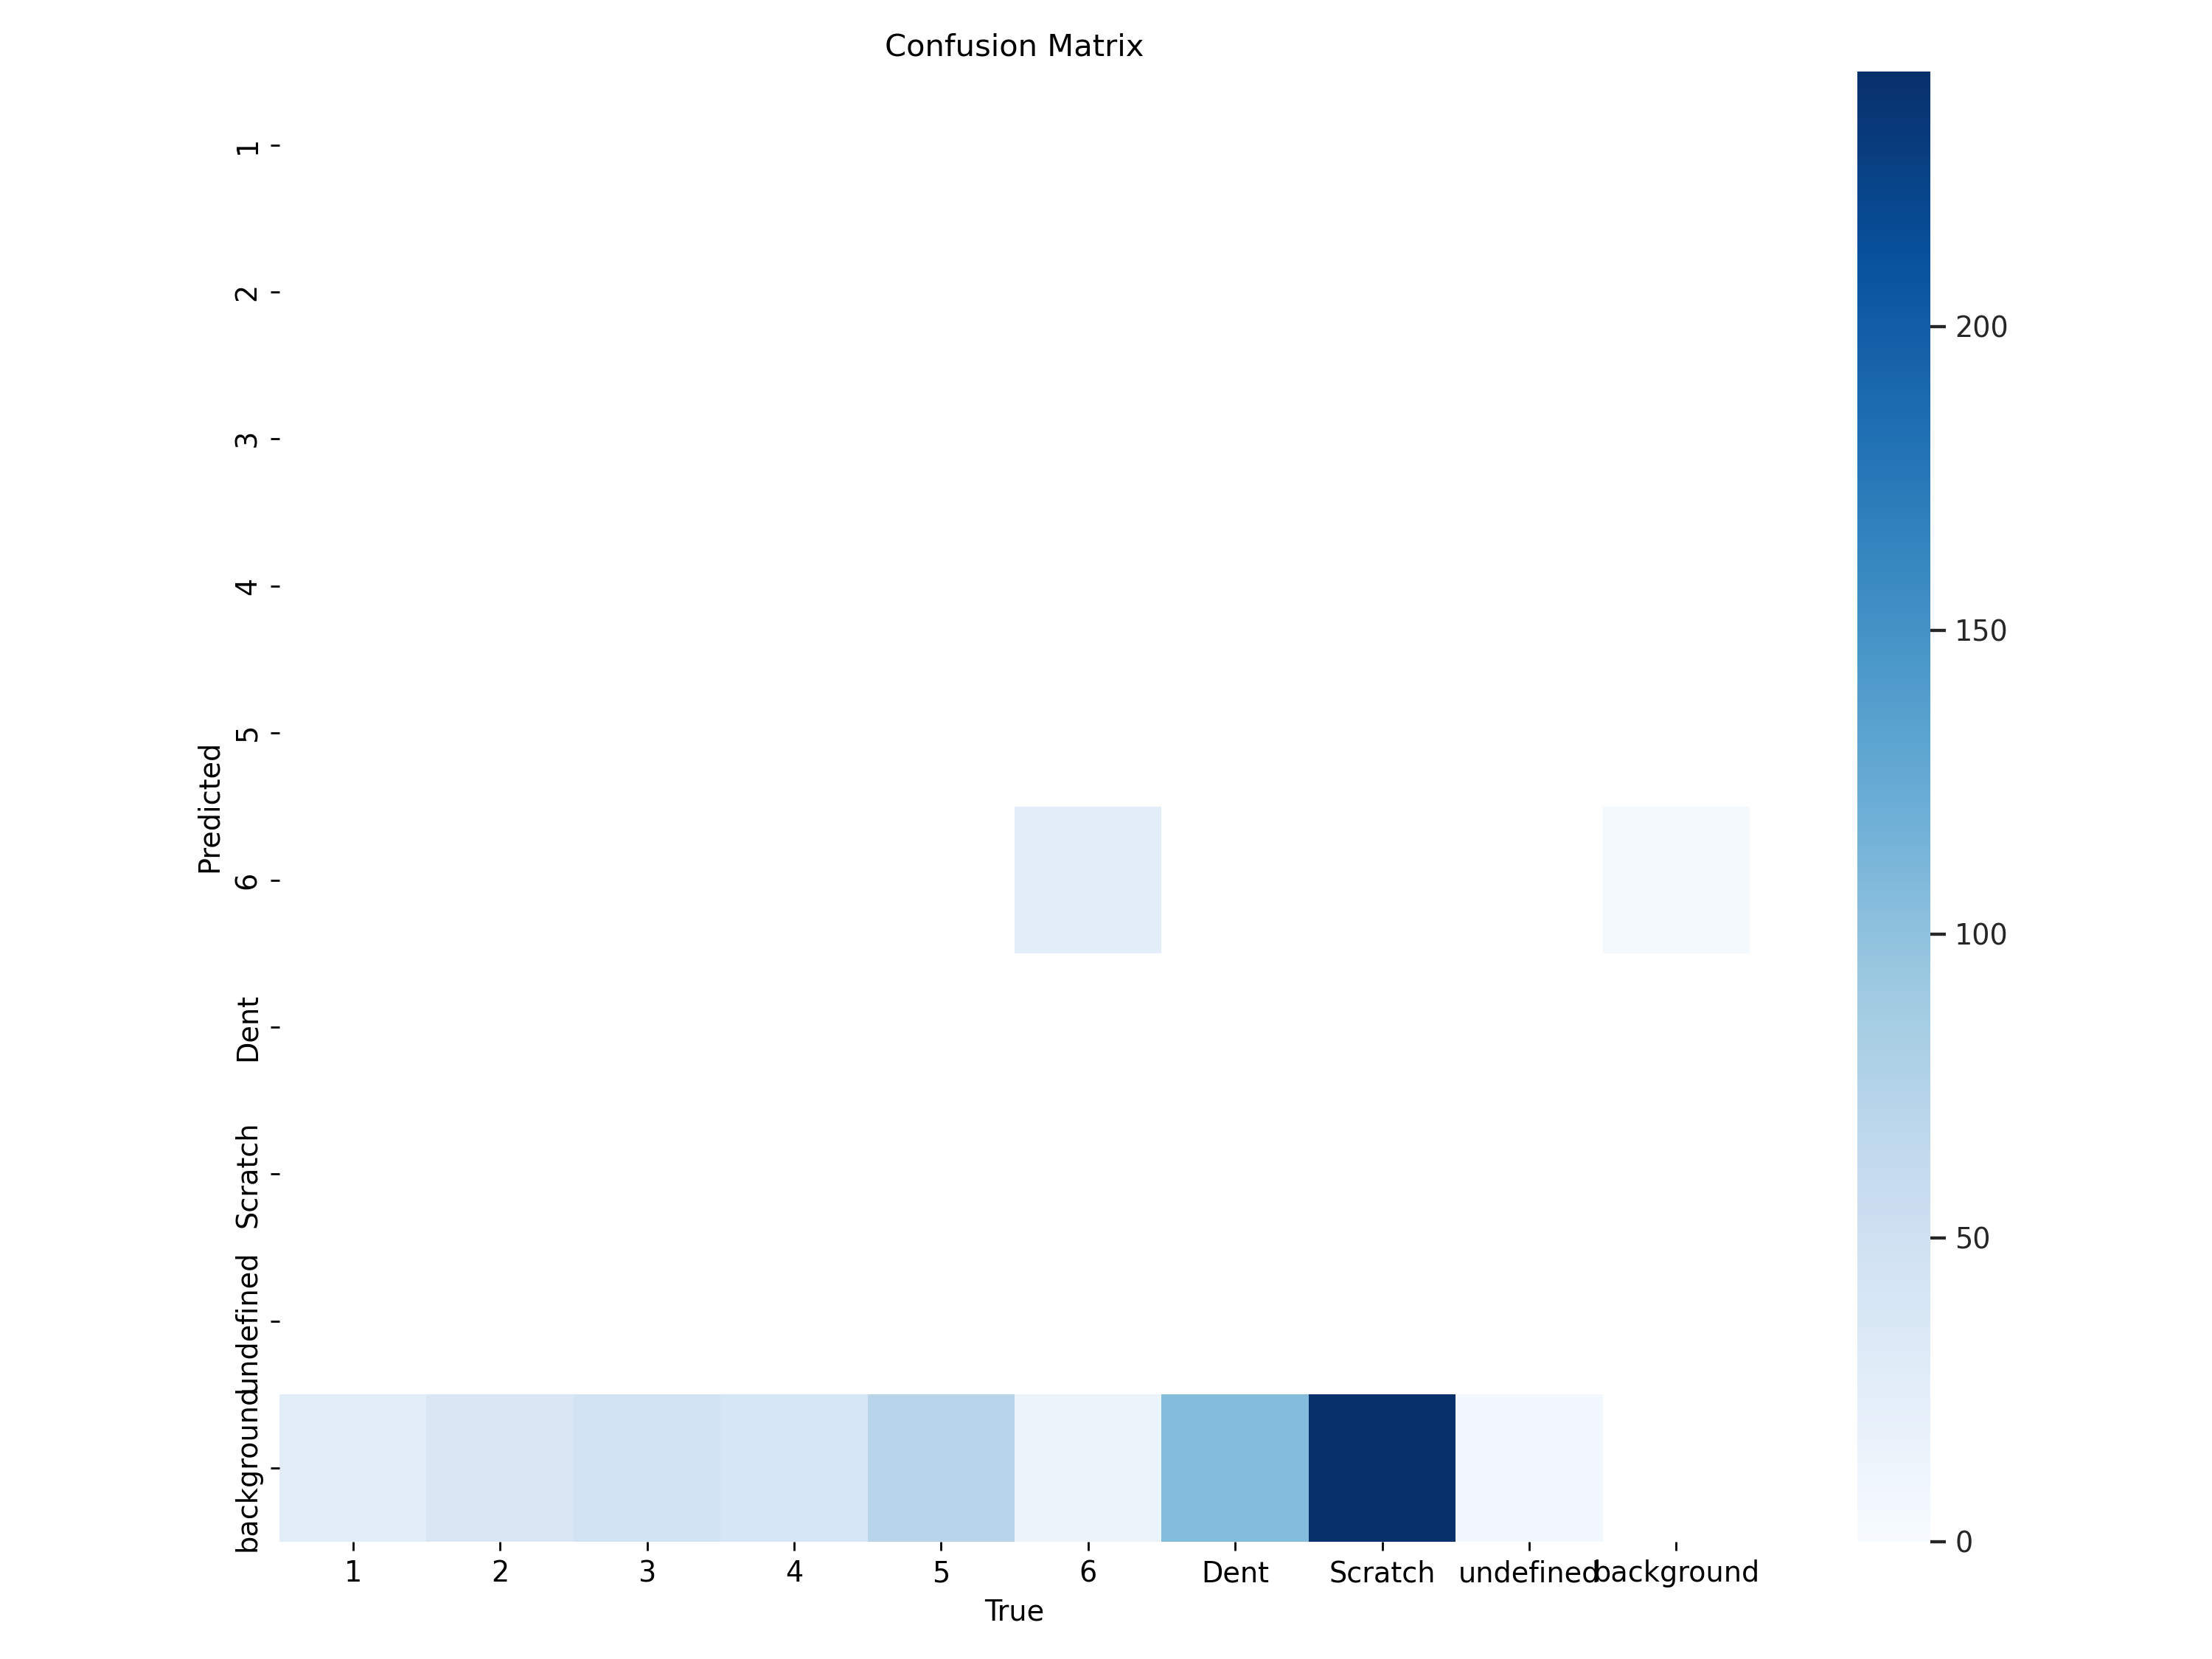 Confusion Matrix
Predicted
1
2
3
4
5
6
Dent
Scratch
undefined
background
1 2 3 4 5 6 Dent Scratch undefined background
True
200
150
100
50
0